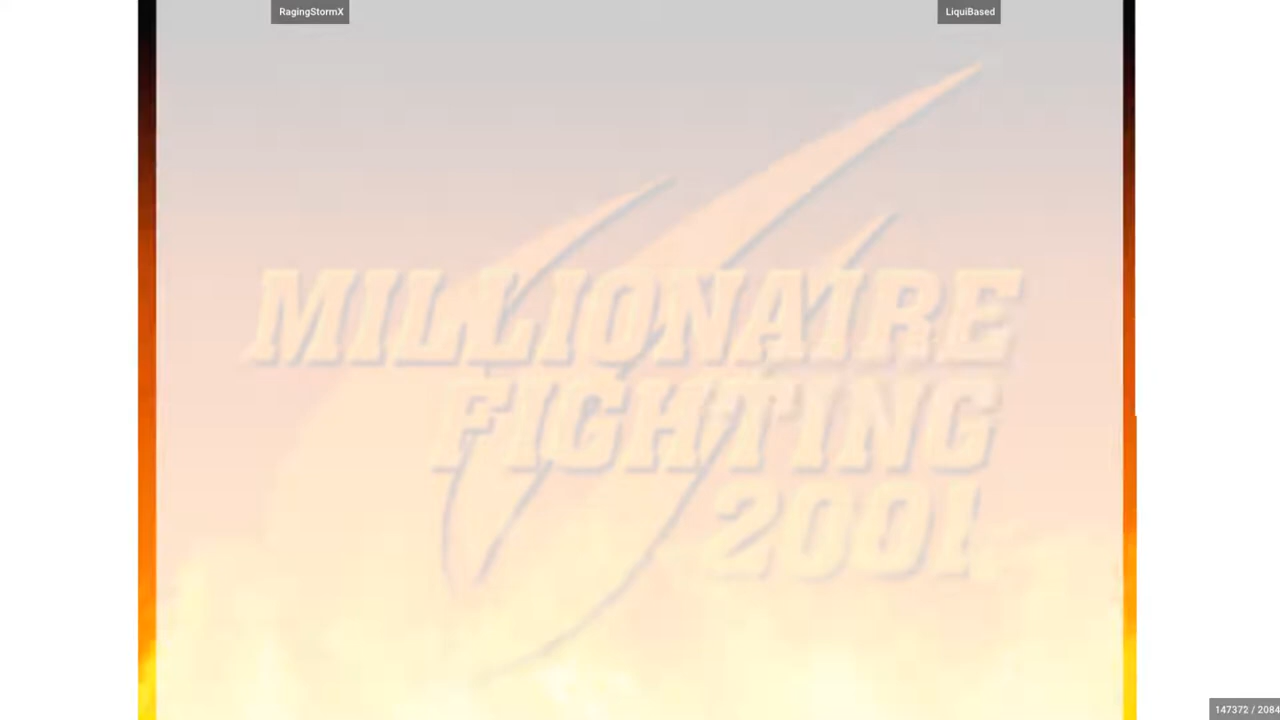 RagingStormX
LiquiBased
MILLIONAIRE
FIGHTING
2001
147372 / 2084